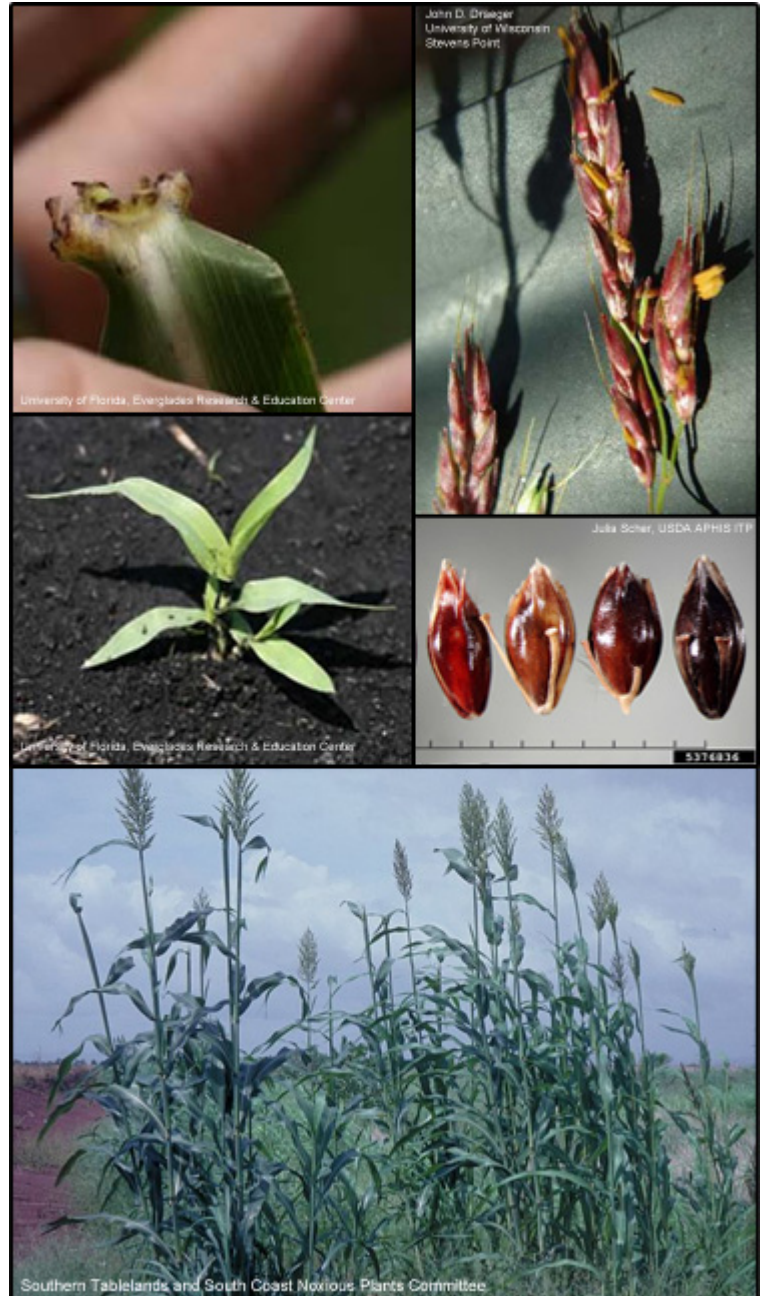 John D. Draeger
University of Wisconsin
Stevens Point
University of Florida, Everglades Research & Education Center
Julia Scher, USDA APHIS ITP
University of Florida, Everglades Research & Education Center
5376836
Southern Tablelands and South Coast Noxious Plants Committee